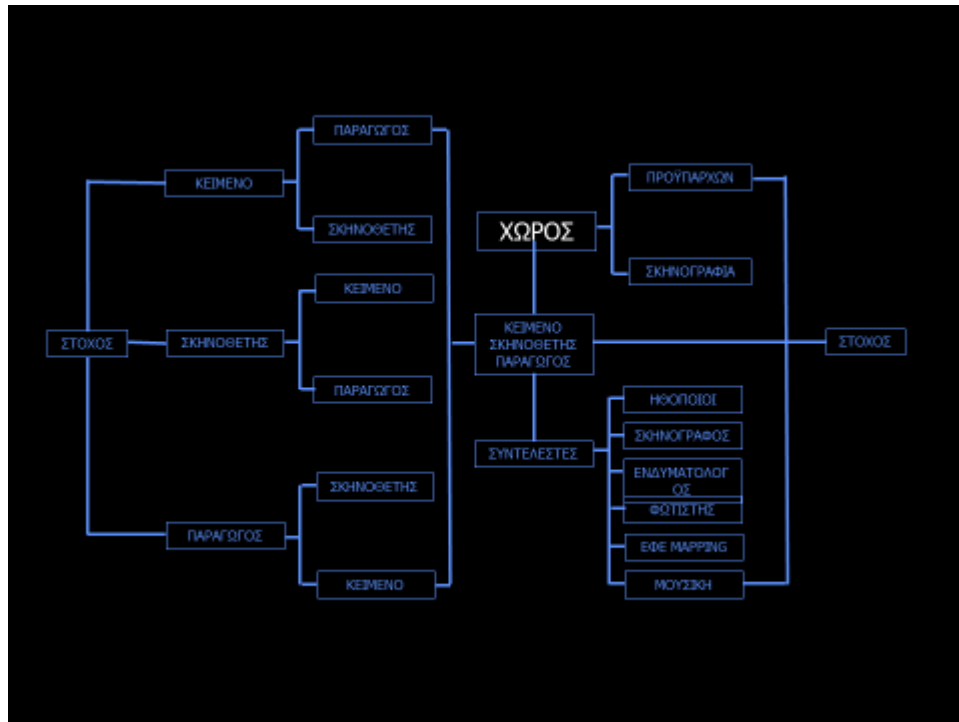 ΣΤΟΧΟΣ
ΚΕΙΜΕΝΟ
ΠΑΡΑΓΩΓΟΣ
ΣΚΗΝΟΘΕΤΗΣ
ΣΚΗΝΟΘΕΤΗΣ
ΚΕΙΜΕΝΟ
ΠΑΡΑΓΩΓΟΣ
ΠΑΡΑΓΩΓΟΣ
ΣΚΗΝΟΘΕΤΗΣ
ΚΕΙΜΕΝΟ
ΧΩΡΟΣ
ΠΡΟΫΠΑΡΧΩΝ
ΣΚΗΝΟΓΡΑΦΙΑ
ΚΕΙΜΕΝΟ
ΣΚΗΝΟΘΕΤΗΣ
ΠΑΡΑΓΩΓΟΣ
ΣΥΝΤΕΛΕΣΤΕΣ
ΗΘΟΠΟΙΟΙ
ΣΚΗΝΟΓΡΑΦΟΣ
ΕΝΔΥΜΑΤΟΛΟΓ
ΟΣ
ΦΩΤΙΣΤΗΣ
ΕΦΕ MAPPING
ΜΟΥΣΙΚΗ
ΣΤΟΧΟΣ